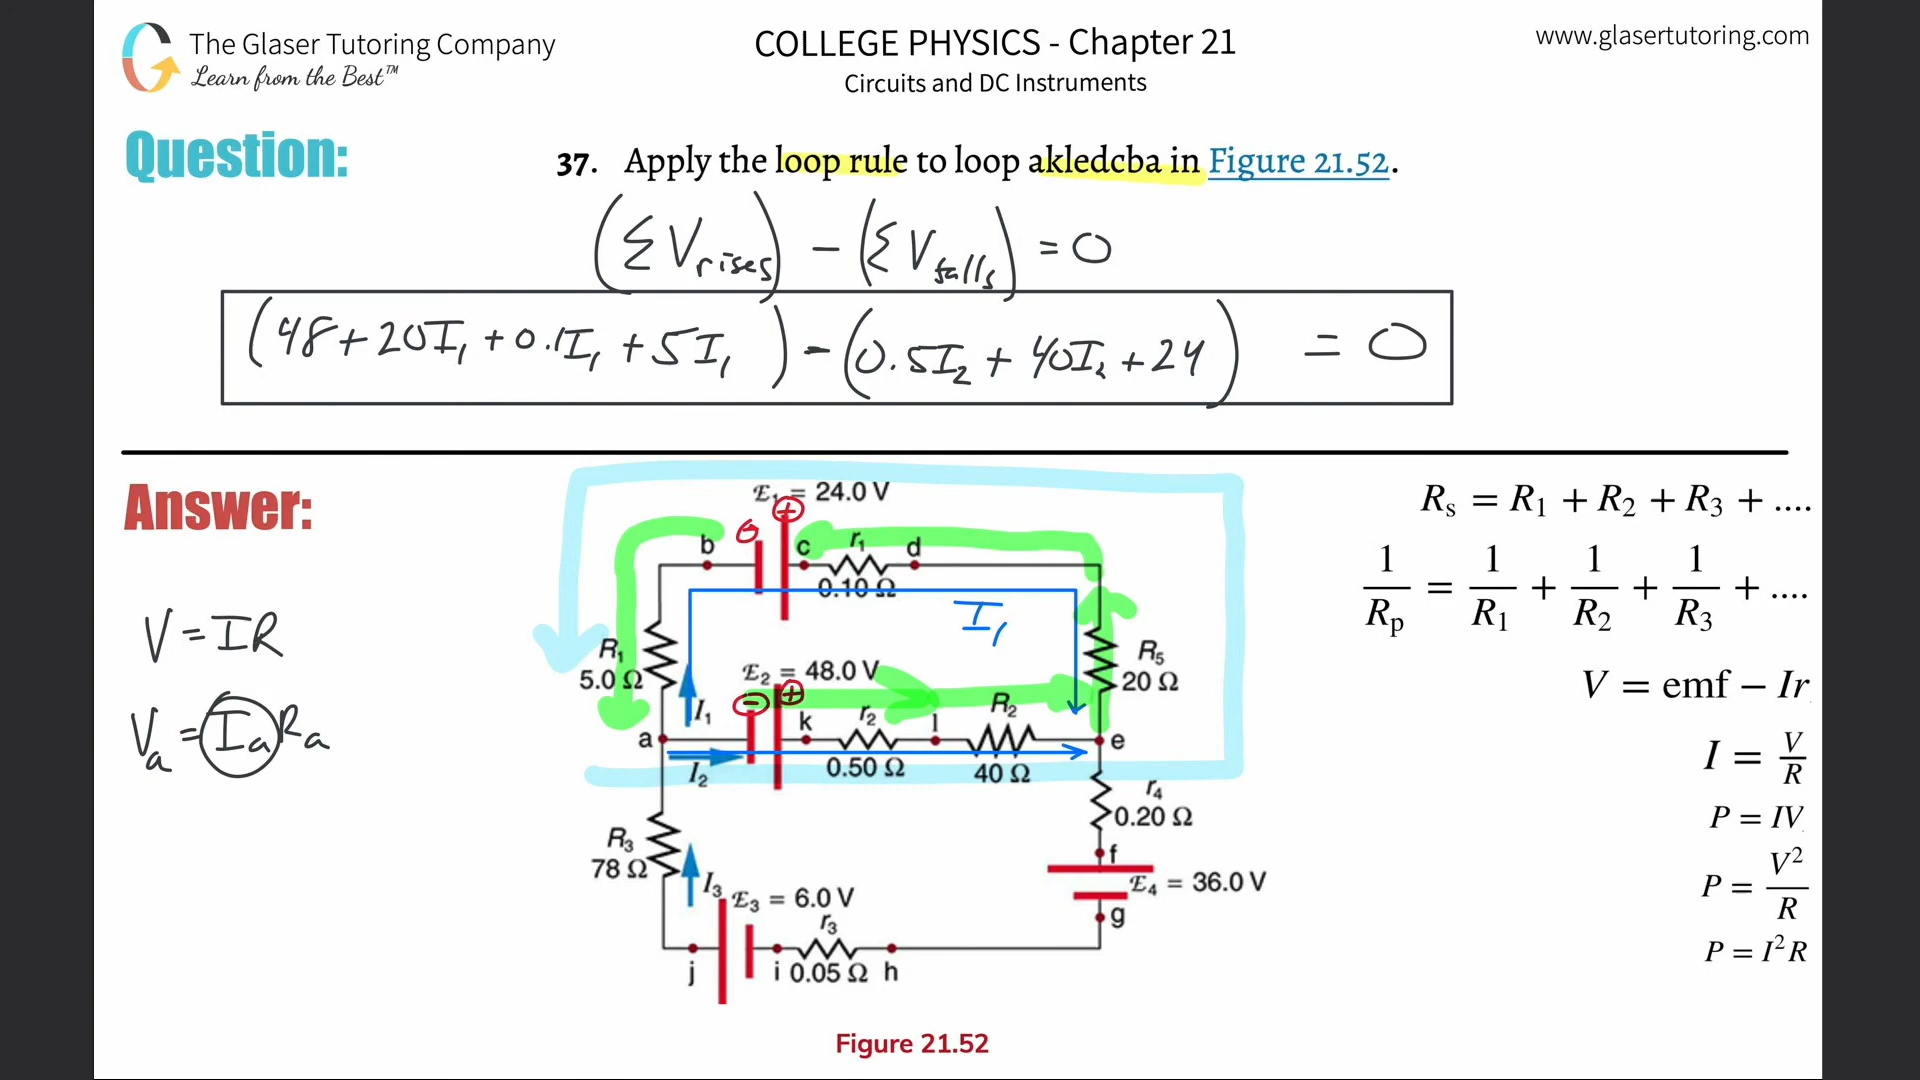 The Glaser Tutoring Company
Learn from the Best™
COLLEGE PHYSICS - Chapter 21
Circuits and DC Instruments
www.glasertutoring.com
Question:
37. Apply the loop rule to loop akledcba in Figure 21.52.
(ΣV_rises) - (ΣV_falls) = 0
(48 + 20I₁ + 0.1I₁ + 5I₁) - (0.5I₂ + 40I₂ + 24) = 0
Answer:
V = IR
Vₐ = IₐRₐ
ℰ₁ = 24.0 V
- +
b c r₁ d
0.10 Ω
I₁
R₁
5.0 Ω
R₅
20 Ω
ℰ₂ = 48.0 V
- +
I₁
a k r₂ l R₂ e
I₂ 0.50 Ω 40 Ω
r₄
0.20 Ω
R₃
78 Ω
f
ℰ₄ = 36.0 V
g
I₃
ℰ₃ = 6.0 V
r₃
j i 0.05 Ω h
Figure 21.52
Rₛ = R₁ + R₂ + R₃ + ....
1/Rₚ = 1/R₁ + 1/R₂ + 1/R₃ + ....
V = emf − Ir
I = V/R
P = IV
P = V²/R
P = I²R